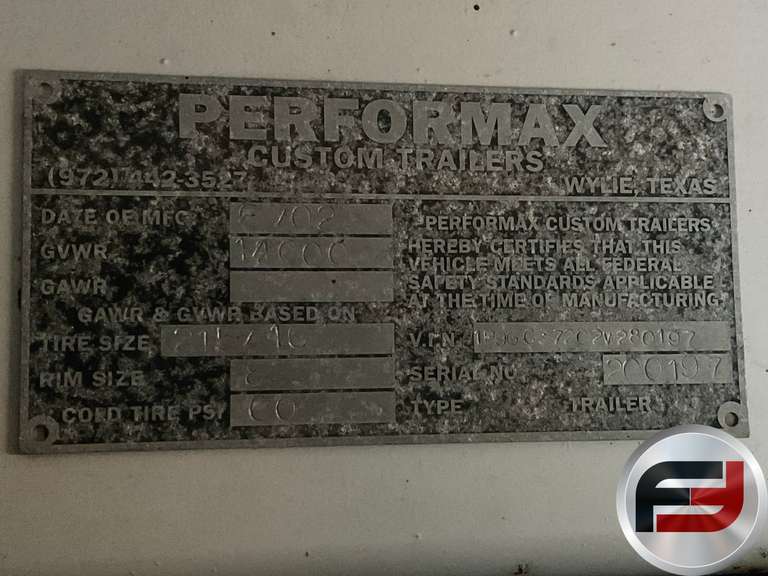 PERFORMAX
CUSTOM TRAILERS
(972) 442-3527 WYLIE, TEXAS
DATE OF MFG /02
GVWR 14000
GAWR
GAWR & GVWR BASED ON
TIRE SIZE
RIM SIZE
COLD TIRE PSI 60
PERFORMAX CUSTOM TRAILERS
HEREBY CERTIFIES THAT THIS
VEHICLE MEETS ALL FEDERAL
SAFETY STANDARDS APPLICABLE
AT THE TIME OF MANUFACTURING
V.I.N.
SERIAL NO. 200197
TYPE TRAILER